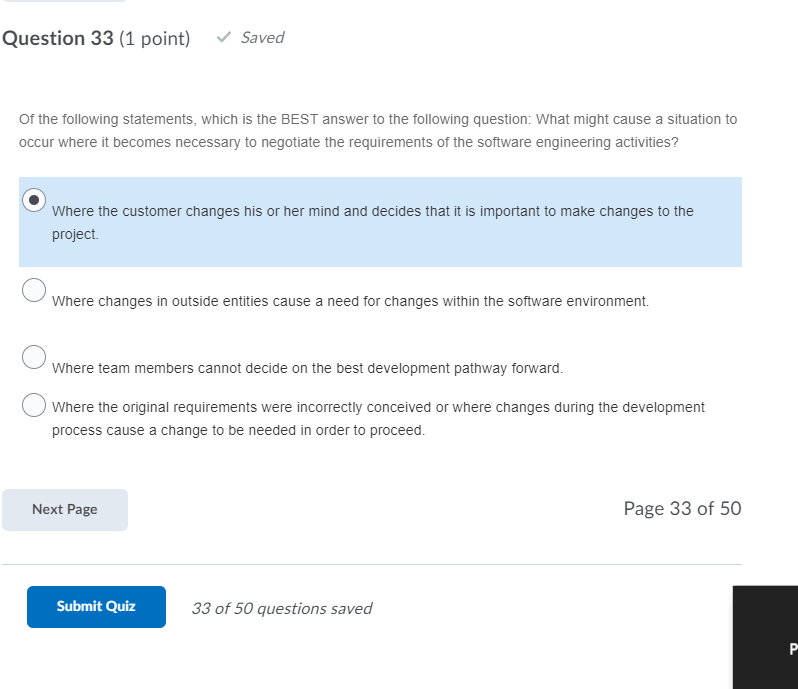 Question 33 (1 point) Saved
Of the following statements, which is the BEST answer to the following question: What might cause a situation to
occur where it becomes necessary to negotiate the requirements of the software engineering activities?
Where the customer changes his or her mind and decides that it is important to make changes to the
project.
Where changes in outside entities cause a need for changes within the software environment.
Where team members cannot decide on the best development pathway forward.
Where the original requirements were incorrectly conceived or where changes during the development
process cause a change to be needed in order to proceed.
Next Page Page 33 of 50
Submit Quiz 33 of 50 questions saved
P